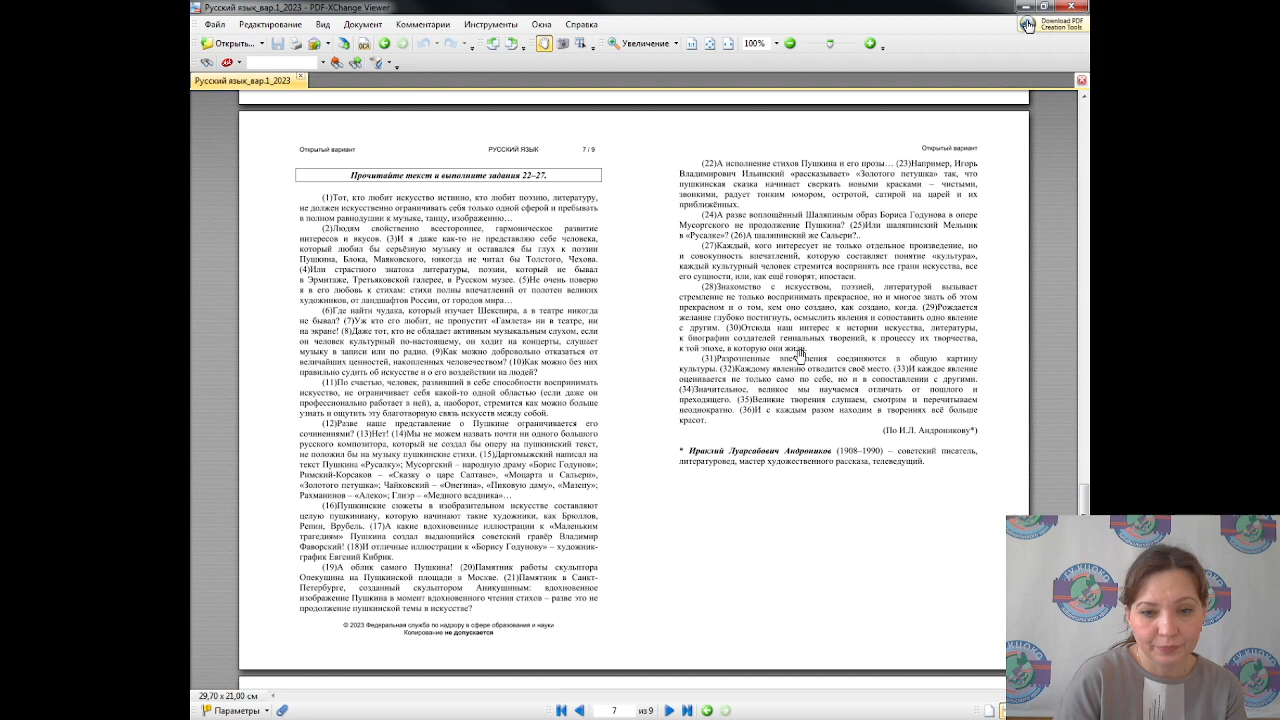 Русский язык_вар.1_2023 - PDF-XChange Viewer
Файл Редактирование Вид Документ Комментарии Инструменты Окна Справка
Download PDF
Creation Tools
Открыть... OCR Увеличение 100%
Русский язык_вар.1_2023
Открытый вариант РУССКИЙ ЯЗЫК 7 / 9
Прочитайте текст и выполните задания 22–27.
(1)Тот, кто любит искусство истинно, кто любит поэзию, литературу,
не должен искусственно ограничивать себя только одной сферой и пребывать
в полном равнодушии к музыке, танцу, изображению…
(2)Людям свойственно всестороннее, гармоническое развитие
интересов и вкусов. (3)И я даже как-то не представляю себе человека,
который любил бы серьёзную музыку и оставался бы глух к поэзии
Пушкина, Блока, Маяковского, никогда не читал бы Толстого, Чехова.
(4)Или страстного знатока литературы, поэзии, который не бывал
в Эрмитаже, Третьяковской галерее, в Русском музее. (5)Не очень поверю
я в его любовь к стихам: стихи полны впечатлений от полотен великих
художников, от ландшафтов России, от городов мира…
(6)Где найти чудака, который изучает Шекспира, а в театре никогда
не бывал? (7)Уж кто его любит, не пропустит «Гамлета» ни в театре, ни
на экране! (8)Даже тот, кто не обладает активным музыкальным слухом, если
он человек культурный по-настоящему, он ходит на концерты, слушает
музыку в записи или по радио. (9)Как можно добровольно отказаться от
величайших ценностей, накопленных человечеством? (10)Как можно без них
правильно судить об искусстве и о его воздействии на людей?
(11)По счастью, человек, развивший в себе способности воспринимать
искусство, не ограничивает себя какой-то одной областью (если даже он
профессионально работает в ней), а, наоборот, стремится как можно больше
узнать и ощутить эту благотворную связь искусств между собой.
(12)Разве наше представление о Пушкине ограничивается его
сочинениями? (13)Нет! (14)Мы не можем назвать почти ни одного большого
русского композитора, который не создал бы оперу на пушкинский текст,
не положил бы на музыку пушкинские стихи. (15)Даргомыжский написал на
текст Пушкина «Русалку»; Мусоргский – народную драму «Борис Годунов»;
Римский-Корсаков – «Сказку о царе Салтане», «Моцарта и Сальери»,
«Золотого петушка»; Чайковский – «Онегина», «Пиковую даму», «Мазепу»;
Рахманинов – «Алеко»; Глиэр – «Медного всадника»…
(16)Пушкинские сюжеты в изобразительном искусстве составляют
целую пушкиниану, которую начинают такие художники, как Брюллов,
Репин, Врубель. (17)А какие вдохновенные иллюстрации к «Маленьким
трагедиям» Пушкина создал выдающийся советский гравёр Владимир
Фаворский! (18)И отличные иллюстрации к «Борису Годунову» – художник-
график Евгений Кибрик.
(19)А облик самого Пушкина! (20)Памятник работы скульптора
Опекушина на Пушкинской площади в Москве. (21)Памятник в Санкт-
Петербурге, созданный скульптором Аникушиным: вдохновенное
изображение Пушкина в момент вдохновенного чтения стихов – разве это не
продолжение пушкинской темы в искусстве?
© 2023 Федеральная служба по надзору в сфере образования и науки
Копирование не допускается
Открытый вариант
(22)А исполнение стихов Пушкина и его прозы… (23)Например, Игорь
Владимирович Ильинский «рассказывает» «Золотого петушка» так, что
пушкинская сказка начинает сверкать новыми красками – чистыми,
звонкими, радует тонким юмором, остротой, сатирой на царей и их
приближённых.
(24)А разве воплощённый Шаляпиным образ Бориса Годунова в опере
Мусоргского не продолжение Пушкина? (25)Или шаляпинский Мельник
в «Русалке»? (26)А шаляпинский же Сальери?..
(27)Каждый, кого интересует не только отдельное произведение, но
и совокупность впечатлений, которую составляет понятие «культура»,
каждый культурный человек стремится воспринять все грани искусства, все
его сущности, или, как ещё говорят, ипостаси.
(28)Знакомство с искусством, поэзией, литературой вызывает
стремление не только воспринимать прекрасное, но и многое знать об этом
прекрасном и о том, кем оно создано, как создано, когда. (29)Рождается
желание глубоко постигнуть, осмыслить явления и сопоставить одно явление
с другим. (30)Отсюда наш интерес к истории искусства, литературы,
к биографии создателей гениальных творений, к процессу их творчества,
к той эпохе, в которую они жили.
(31)Разрозненные впечатления соединяются в общую картину
культуры. (32)Каждому явлению отводится своё место. (33)И каждое явление
оценивается не только само по себе, но и в сопоставлении с другими.
(34)Значительное, великое мы научаемся отличать от пошлого и
преходящего. (35)Великие творения слушаем, смотрим и перечитываем
неоднократно. (36)И с каждым разом находим в творениях всё больше
красот.
(По И.Л. Андроникову*)
* Ираклий Луарсабович Андроников (1908–1990) – советский писатель,
литературовед, мастер художественного рассказа, телеведущий.
29,70 x 21,00 см
Параметры 7 из 9